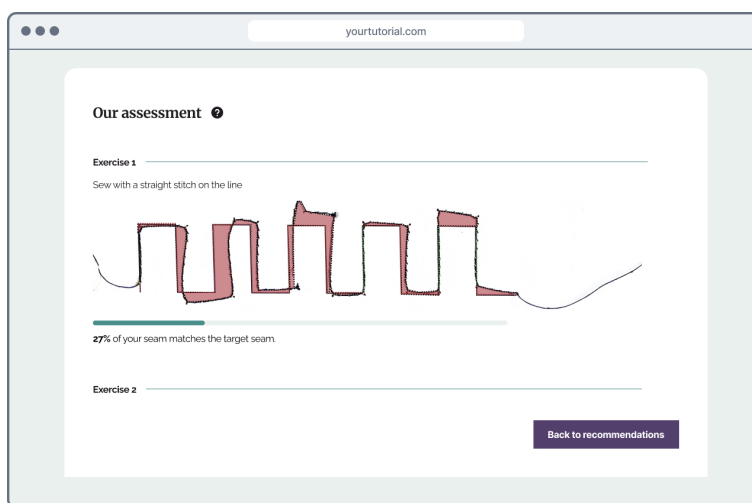 yourtutorial.com
Our assessment ?
Exercise 1
Sew with a straight stitch on the line
27% of your seam matches the target seam.
Exercise 2
Back to recommendations